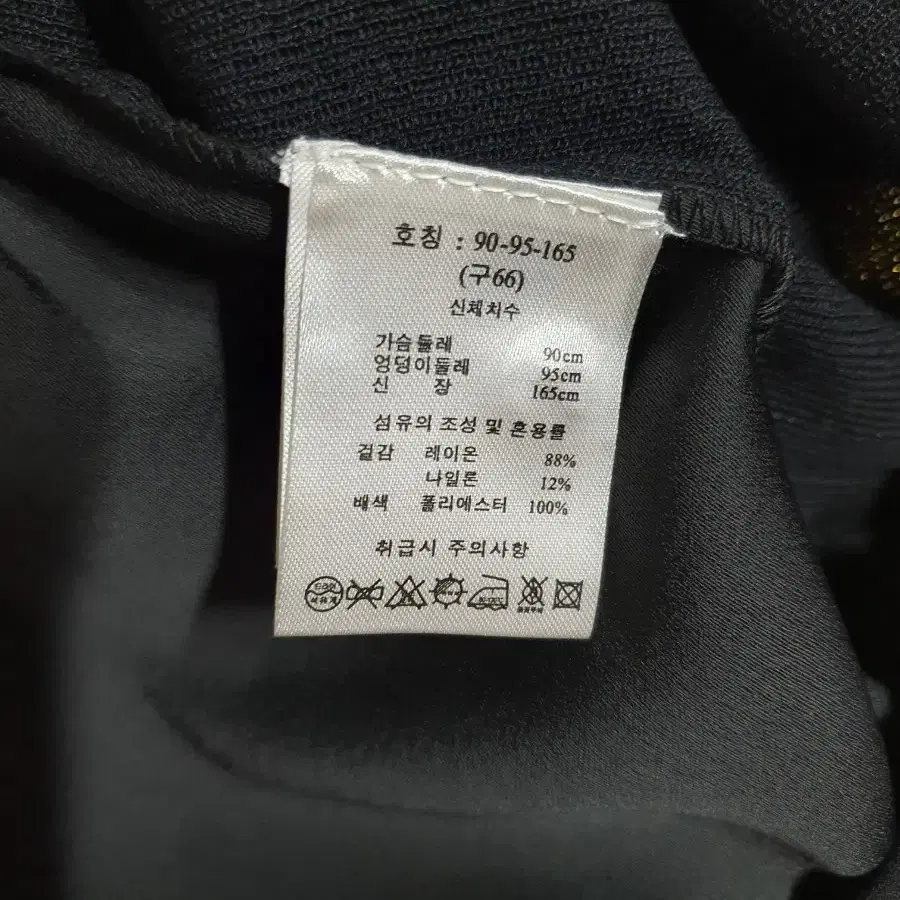 호칭 : 90-95-165
(구66)
신체치수
가슴둘레 90cm
엉덩이둘레 95cm
신 장 165cm
섬유의 조성 및 혼용률
겉감 레이온 88%
나일론 12%
배색 폴리에스터 100%
취급시 주의사항
드라이